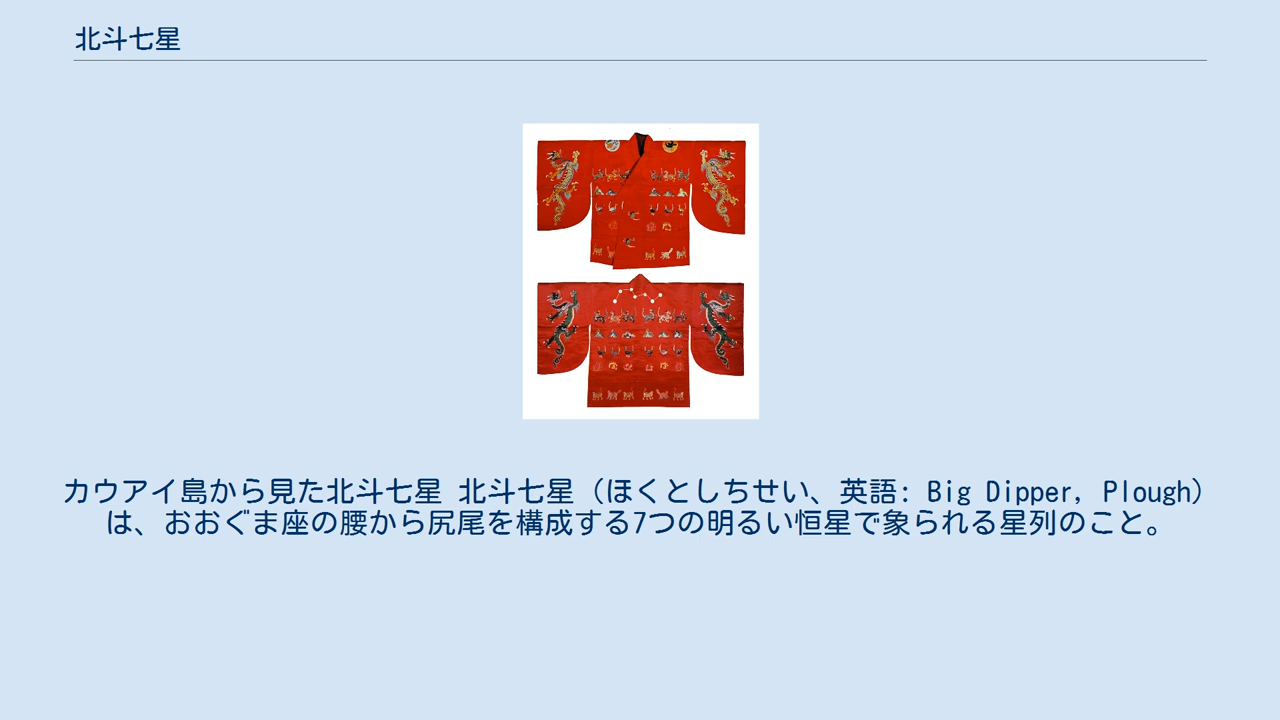 北斗七星
カウアイ島から見た北斗七星 北斗七星（ほくとしちせい、英語: Big Dipper, Plough）
は、おおぐま座の腰から尻尾を構成する7つの明るい恒星で象られる星列のこと。